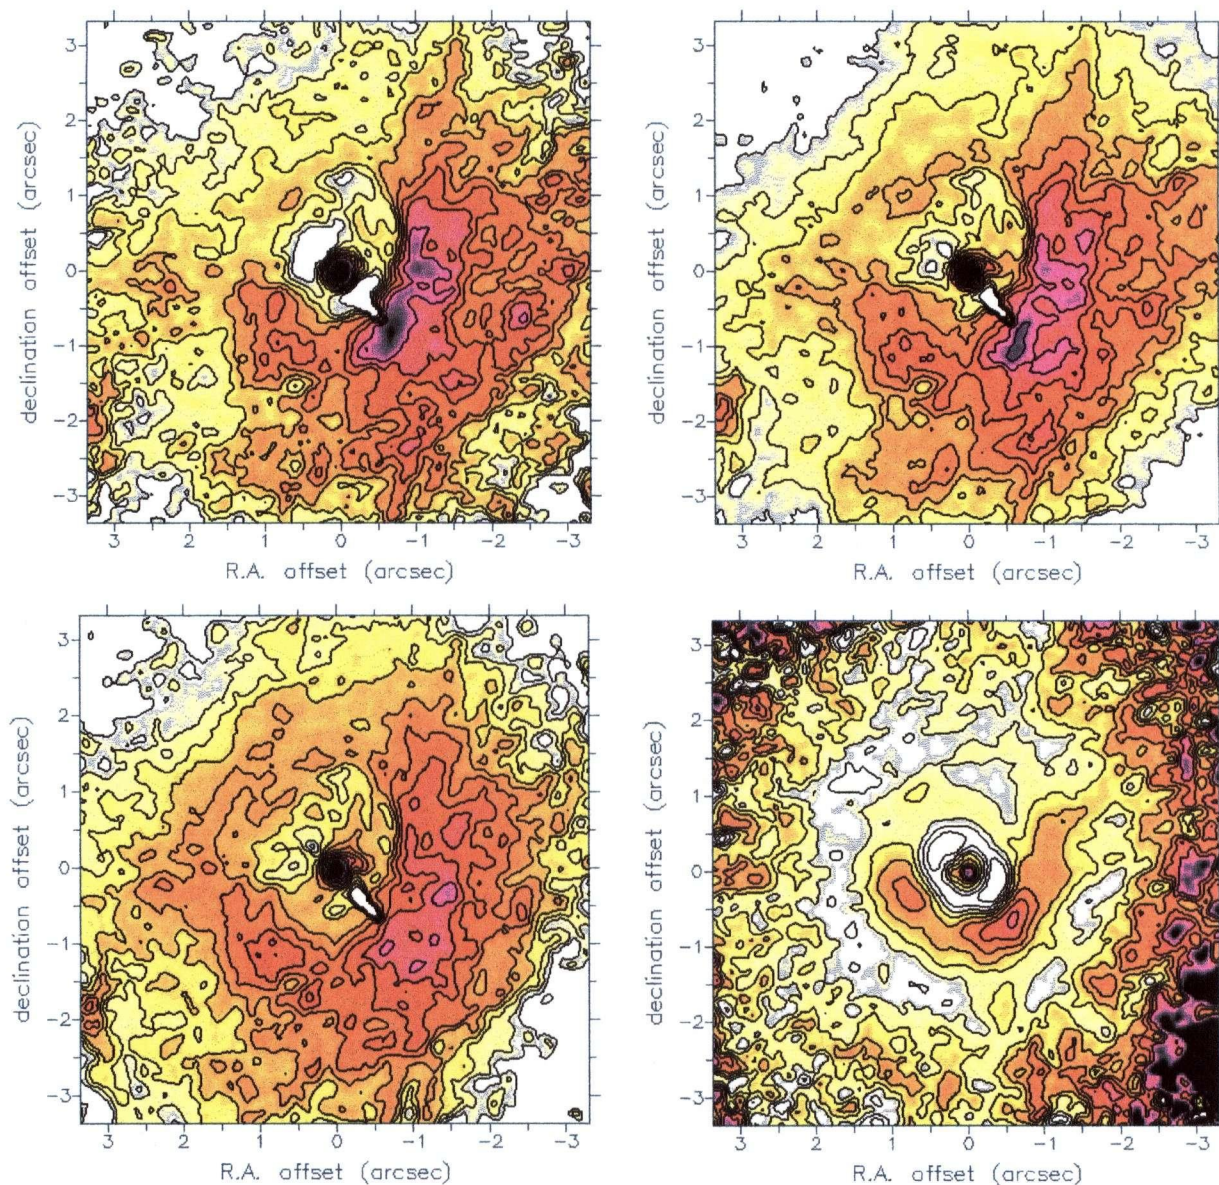 3
2
1
0
-1
-2
-3
declination offset (arcsec)
3 2 1 0 -1 -2 -3
R.A. offset (arcsec)
3
2
1
0
-1
-2
-3
declination offset (arcsec)
3 2 1 0 -1 -2 -3
R.A. offset (arcsec)
3
2
1
0
-1
-2
-3
declination offset (arcsec)
3 2 1 0 -1 -2 -3
R.A. offset (arcsec)
3
2
1
0
-1
-2
-3
declination offset (arcsec)
3 2 1 0 -1 -2 -3
R.A. offset (arcsec)